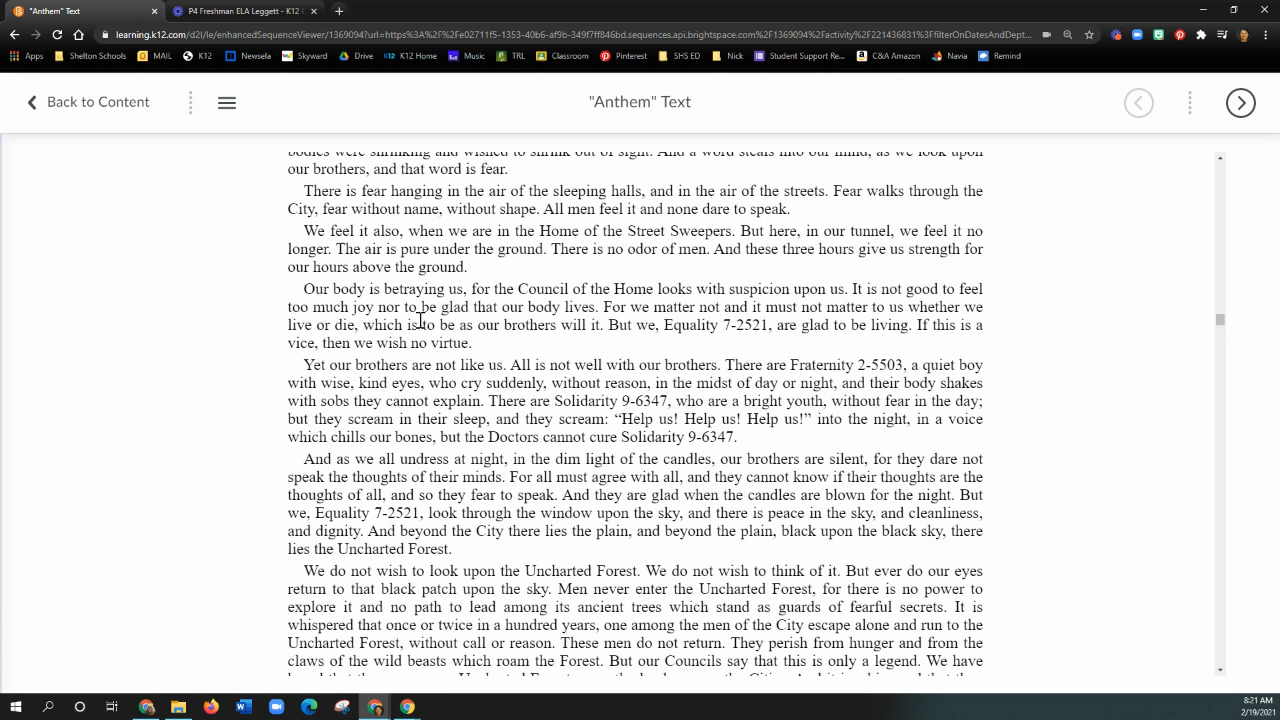 "Anthem" Text
P4 Freshman ELA Leggett - K12
learning.k12.com/d2l/le/enhancedSequenceViewer/1369094?url=https%3A%2F%2Fe02711f5-1353-40b6-af9b-349f7ff846bd.sequences.api.brightspace.com%2F1369094%2Factivity%2F221436831%3FfilterOnDatesAndDept...
Apps Shelton Schools MAIL K12 Newsela Skyward Drive K12 Home Music TRL Classroom Pinterest SHS ED Nick Student Support Re... C&A Amazon Navia Remind
Back to Content
"Anthem" Text
bodies were shrinking and wished to shrink out of sight. And a word steals into our mind, as we look upon
our brothers, and that word is fear.
There is fear hanging in the air of the sleeping halls, and in the air of the streets. Fear walks through the
City, fear without name, without shape. All men feel it and none dare to speak.
We feel it also, when we are in the Home of the Street Sweepers. But here, in our tunnel, we feel it no
longer. The air is pure under the ground. There is no odor of men. And these three hours give us strength for
our hours above the ground.
Our body is betraying us, for the Council of the Home looks with suspicion upon us. It is not good to feel
too much joy nor to be glad that our body lives. For we matter not and it must not matter to us whether we
live or die, which is to be as our brothers will it. But we, Equality 7-2521, are glad to be living. If this is a
vice, then we wish no virtue.
Yet our brothers are not like us. All is not well with our brothers. There are Fraternity 2-5503, a quiet boy
with wise, kind eyes, who cry suddenly, without reason, in the midst of day or night, and their body shakes
with sobs they cannot explain. There are Solidarity 9-6347, who are a bright youth, without fear in the day;
but they scream in their sleep, and they scream: “Help us! Help us! Help us!” into the night, in a voice
which chills our bones, but the Doctors cannot cure Solidarity 9-6347.
And as we all undress at night, in the dim light of the candles, our brothers are silent, for they dare not
speak the thoughts of their minds. For all must agree with all, and they cannot know if their thoughts are the
thoughts of all, and so they fear to speak. And they are glad when the candles are blown for the night. But
we, Equality 7-2521, look through the window upon the sky, and there is peace in the sky, and cleanliness,
and dignity. And beyond the City there lies the plain, and beyond the plain, black upon the black sky, there
lies the Uncharted Forest.
We do not wish to look upon the Uncharted Forest. We do not wish to think of it. But ever do our eyes
return to that black patch upon the sky. Men never enter the Uncharted Forest, for there is no power to
explore it and no path to lead among its ancient trees which stand as guards of fearful secrets. It is
whispered that once or twice in a hundred years, one among the men of the City escape alone and run to the
Uncharted Forest, without call or reason. These men do not return. They perish from hunger and from the
claws of the wild beasts which roam the Forest. But our Councils say that this is only a legend. We have
8:21 AM
2/19/2021